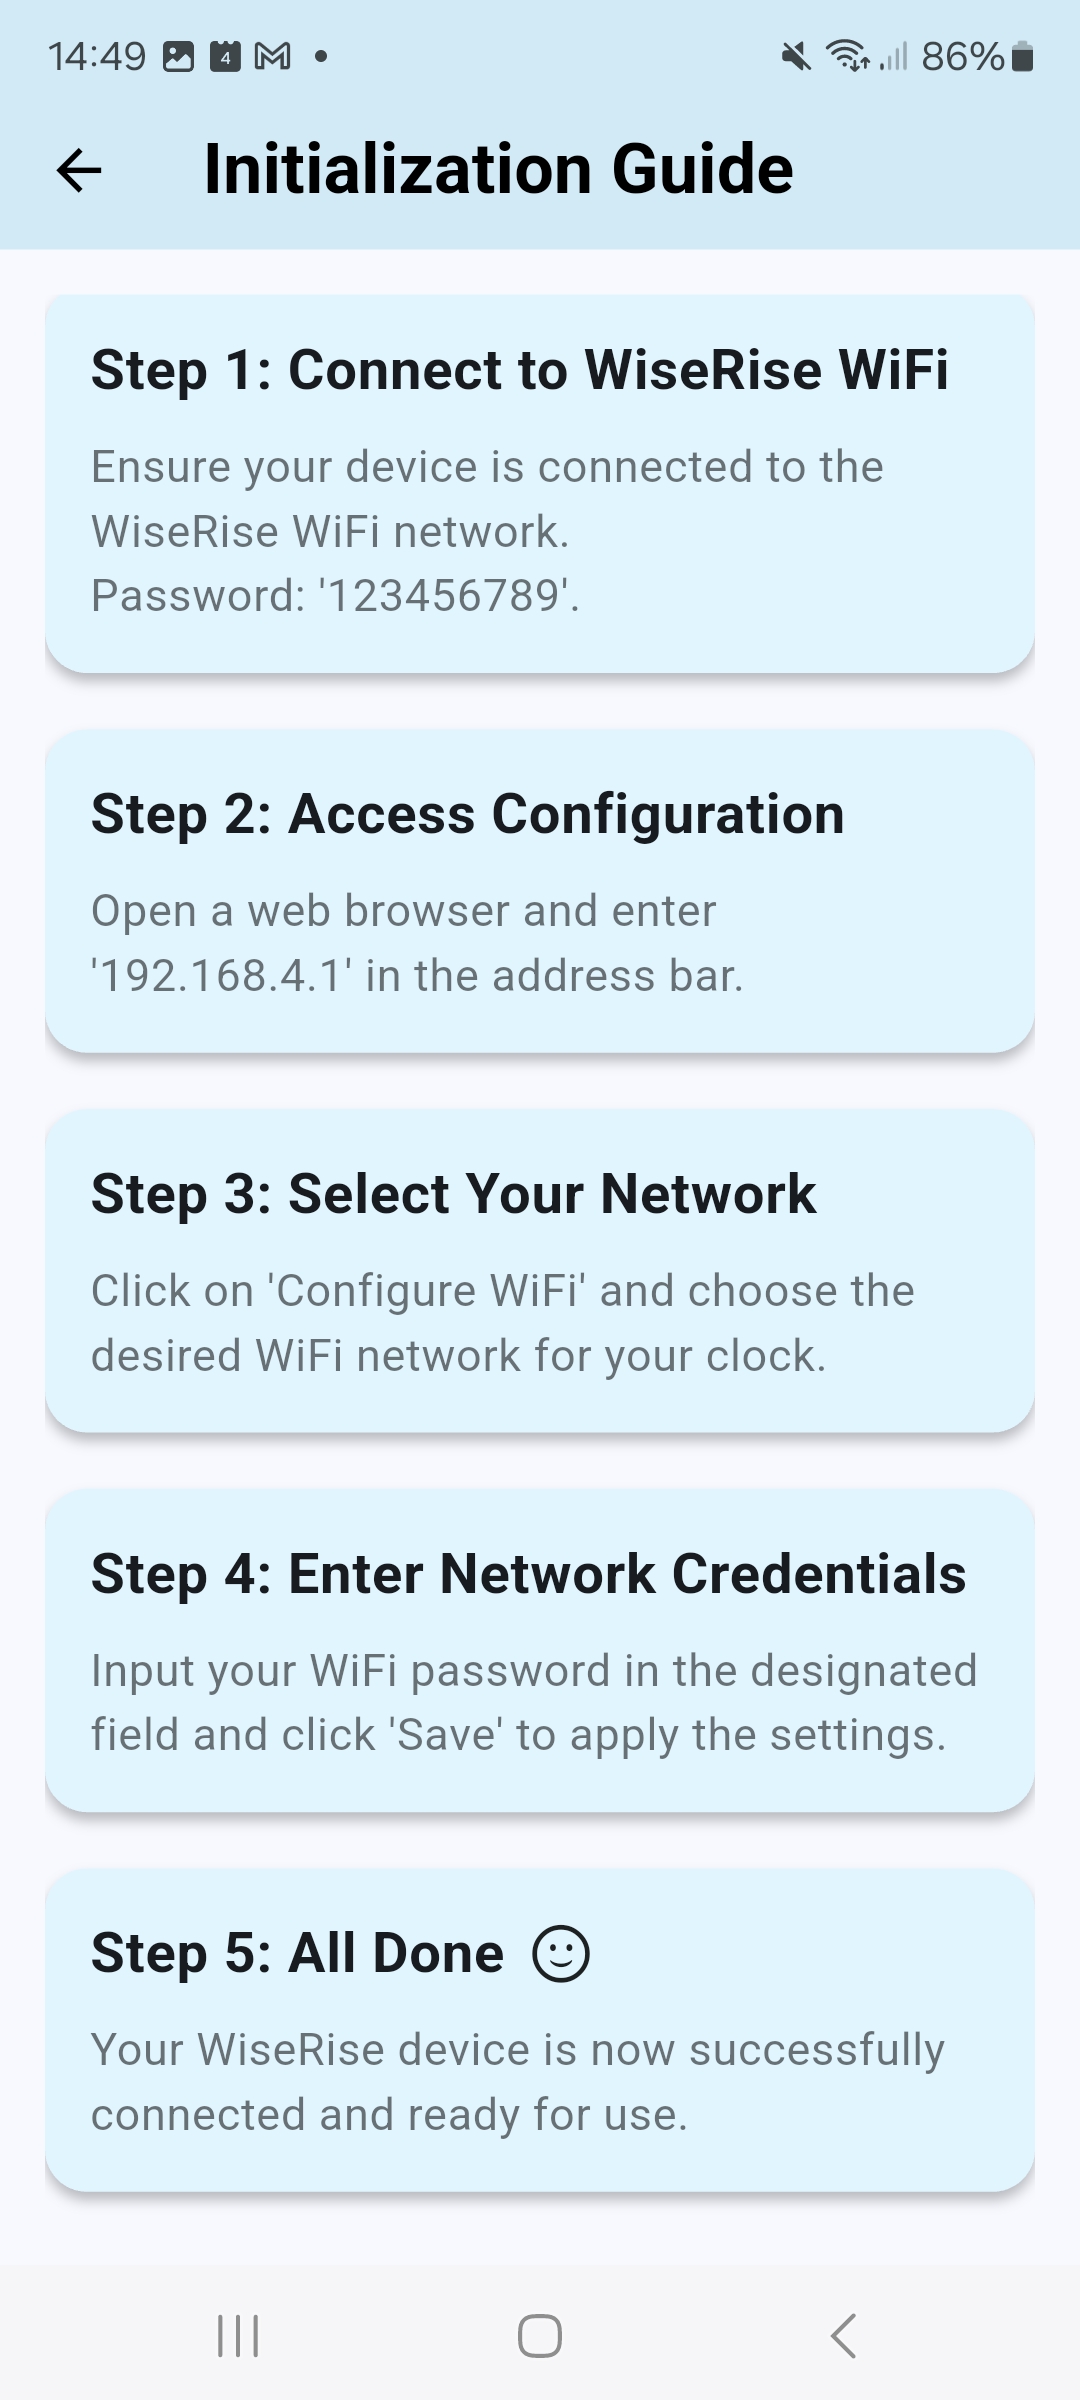 14:49
4
86%
Initialization Guide
Step 1: Connect to WiseRise WiFi
Ensure your device is connected to the
WiseRise WiFi network.
Password: '123456789'.
Step 2: Access Configuration
Open a web browser and enter
'192.168.4.1' in the address bar.
Step 3: Select Your Network
Click on 'Configure WiFi' and choose the
desired WiFi network for your clock.
Step 4: Enter Network Credentials
Input your WiFi password in the designated
field and click 'Save' to apply the settings.
Step 5: All Done
Your WiseRise device is now successfully
connected and ready for use.